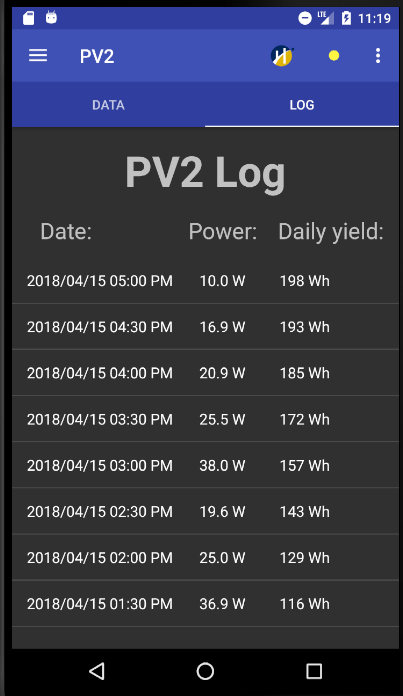 LTE 11:19
PV2
DATA LOG
PV2 Log
Date: Power: Daily yield:
2018/04/15 05:00 PM 10.0 W 198 Wh
2018/04/15 04:30 PM 16.9 W 193 Wh
2018/04/15 04:00 PM 20.9 W 185 Wh
2018/04/15 03:30 PM 25.5 W 172 Wh
2018/04/15 03:00 PM 38.0 W 157 Wh
2018/04/15 02:30 PM 19.6 W 143 Wh
2018/04/15 02:00 PM 25.0 W 129 Wh
2018/04/15 01:30 PM 36.9 W 116 Wh